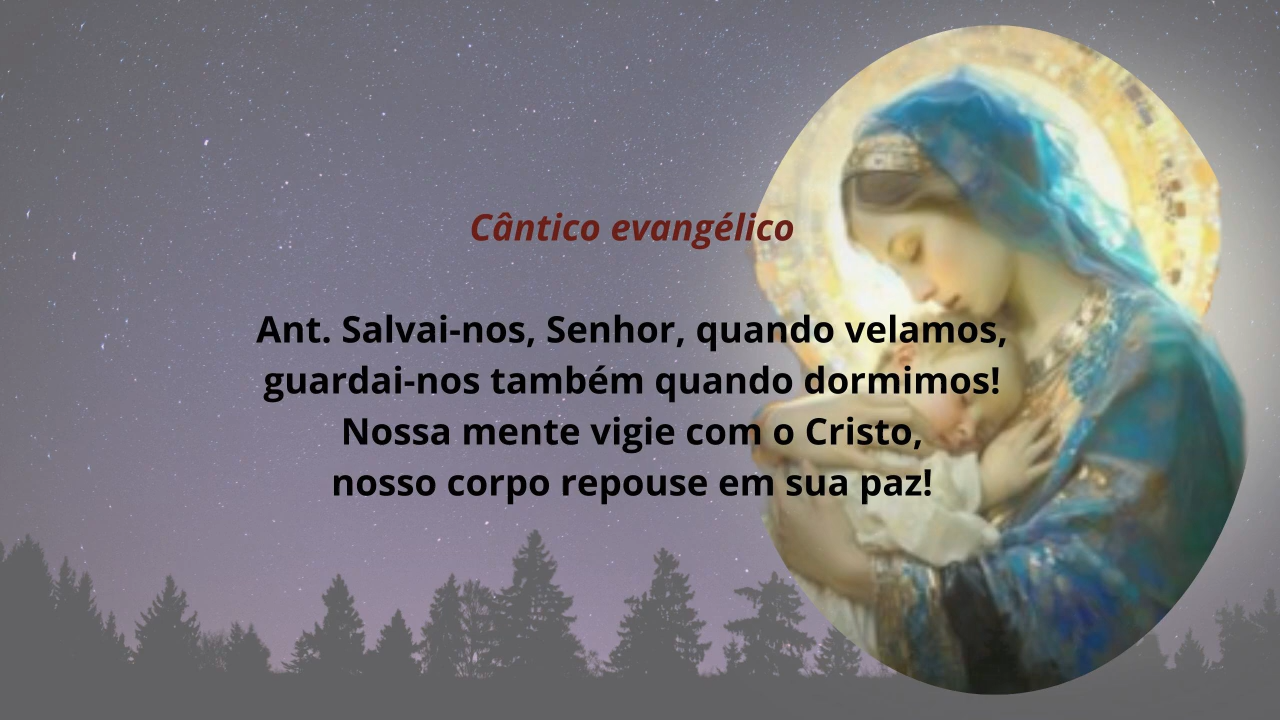 Cântico evangélico
Ant. Salvai-nos, Senhor, quando velamos,
guardai-nos também quando dormimos!
Nossa mente vigie com o Cristo,
nosso corpo repouse em sua paz!